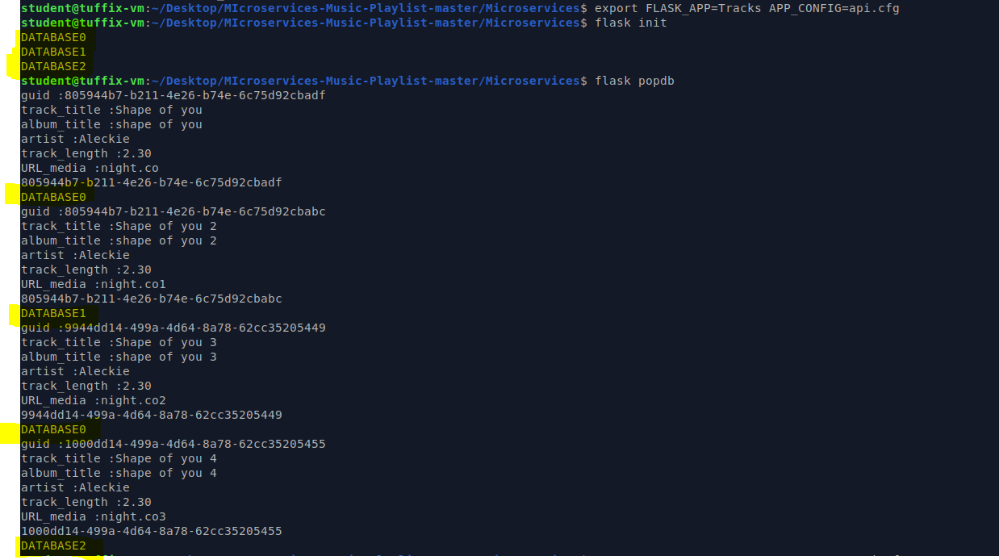 student@tuffix-vm:~/Desktop/MIcroservices-Music-Playlist-master/Microservices$ export FLASK_APP=Tracks APP_CONFIG=api.cfg
student@tuffix-vm:~/Desktop/MIcroservices-Music-Playlist-master/Microservices$ flask init
DATABASE0
DATABASE1
DATABASE2
student@tuffix-vm:~/Desktop/MIcroservices-Music-Playlist-master/Microservices$ flask popdb
guid :805944b7-b211-4e26-b74e-6c75d92cbadf
track_title :Shape of you
album_title :shape of you
artist :Aleckie
track_length :2.30
URL_media :night.co
805944b7-b211-4e26-b74e-6c75d92cbadf
DATABASE0
guid :805944b7-b211-4e26-b74e-6c75d92cbabc
track_title :Shape of you 2
album_title :shape of you 2
artist :Aleckie
track_length :2.30
URL_media :night.co1
805944b7-b211-4e26-b74e-6c75d92cbabc
DATABASE1
guid :9944dd14-499a-4d64-8a78-62cc35205449
track_title :Shape of you 3
album_title :shape of you 3
artist :Aleckie
track_length :2.30
URL_media :night.co2
9944dd14-499a-4d64-8a78-62cc35205449
DATABASE0
guid :1000dd14-499a-4d64-8a78-62cc35205455
track_title :Shape of you 4
album_title :shape of you 4
artist :Aleckie
track_length :2.30
URL_media :night.co3
1000dd14-499a-4d64-8a78-62cc35205455
DATABASE2